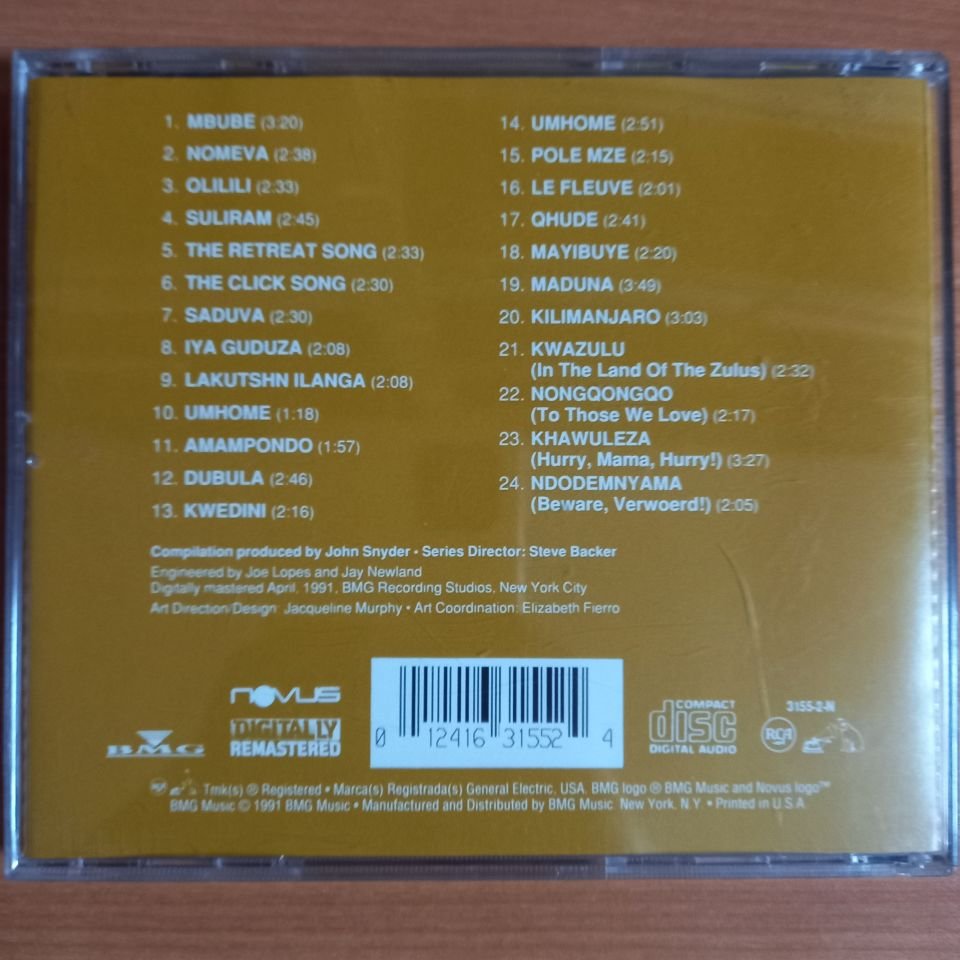 1. MBUBE (3:20)
2. NOMEVA (2:38)
3. OLILILI (2:33)
4. SULIRAM (2:45)
5. THE RETREAT SONG (2:33)
6. THE CLICK SONG (2:30)
7. SADUVA (2:30)
8. IYA GUDUZA (2:08)
9. LAKUTSHN ILANGA (2:08)
10. UMHOME (1:18)
11. AMAMPONDO (1:57)
12. DUBULA (2:46)
13. KWEDINI (2:16)
14. UMHOME (2:51)
15. POLE MZE (2:15)
16. LE FLEUVE (2:01)
17. QHUDE (2:41)
18. MAYIBUYE (2:20)
19. MADUNA (3:49)
20. KILIMANJARO (3:03)
21. KWAZULU
(In The Land Of The Zulus) (2:32)
22. NONGQONGQO
(To Those We Love) (2:17)
23. KHAWULEZA
(Hurry, Mama, Hurry!) (3:27)
24. NDODEMNYAMA
(Beware, Verwoerd!) (2:05)
Compilation produced by John Snyder • Series Director: Steve Backer
Engineered by Joe Lopes and Jay Newland
Digitally mastered April, 1991, BMG Recording Studios, New York City
Art Direction/Design: Jacqueline Murphy • Art Coordination: Elizabeth Fierro
NOVUS
DIGITALLY
REMASTERED
BMG
0 12416 31552 4
COMPACT
disc
DIGITAL AUDIO
3155-2-N
RCA
Tmk(s) ® Registered • Marca(s) Registrada(s) General Electric, USA. BMG logo ® BMG Music and Novus logo™
BMG Music © 1991 BMG Music • Manufactured and Distributed by BMG Music, New York, N.Y. • Printed in U.S.A.